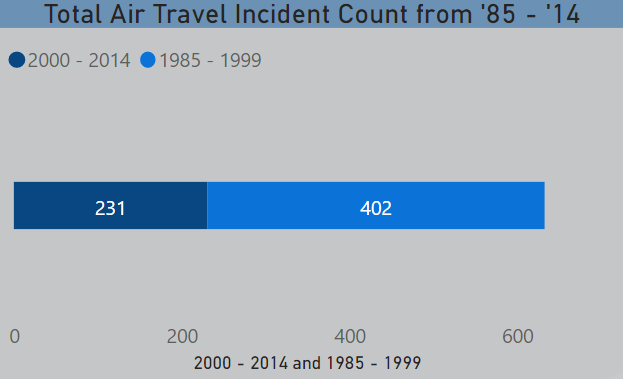 Total Air Travel Incident Count from '85 - '14
2000 - 2014 1985 - 1999
231 402
0 200 400 600
2000 - 2014 and 1985 - 1999